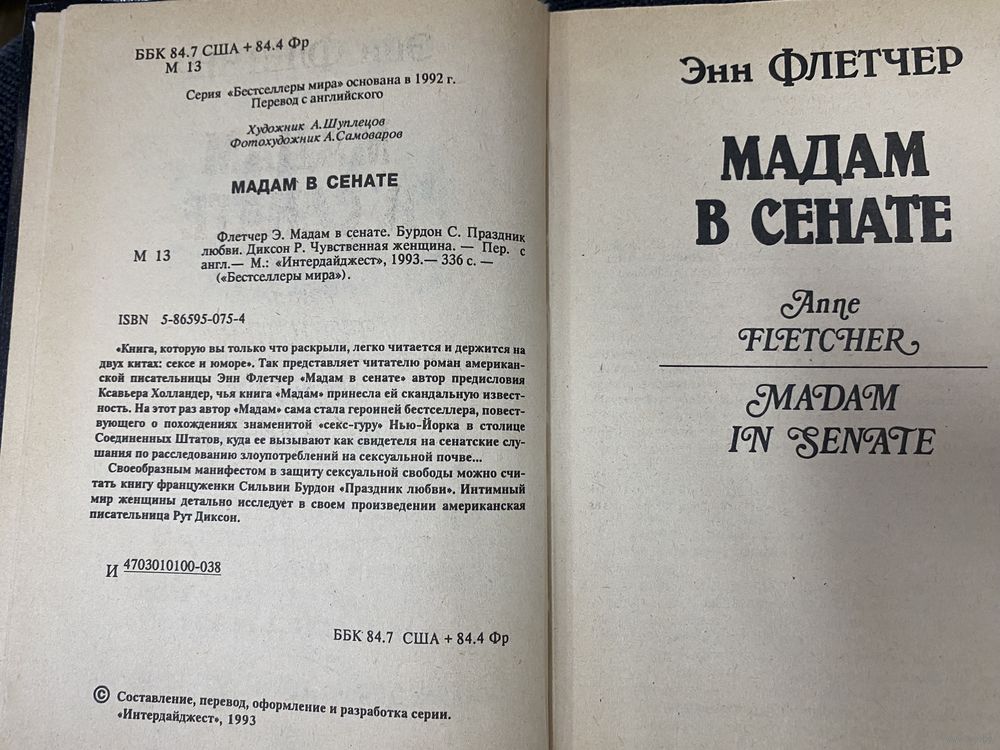 ББК 84.7 США + 84.4 Фр
М 13
Серия «Бестселлеры мира» основана в 1992 г.
Перевод с английского
Художник А.Шуплецов
Фотохудожник А.Самоваров
МАДАМ В СЕНАТЕ
Флетчер Э. Мадам в сенате. Бурдон С. Праздник
М 13 любви. Диксон Р. Чувственная женщина. — Пер. с
англ.— М.: «Интердайджест», 1993.— 336 с. —
(«Бестселлеры мира»).
ISBN 5-86595-075-4
«Книга, которую вы только что раскрыли, легко читается и держится на
двух китах: сексе и юморе». Так представляет читателю роман американ-
ской писательницы Энн Флетчер «Мадам в сенате» автор предисловия
Ксавьера Холландер, чья книга «Мадам» принесла ей скандальную извест-
ность. На этот раз автор «Мадам» сама стала героиней бестселлера, повест-
вующего о похождениях знаменитой «секс-гуру» Нью-Йорка в столице
Соединенных Штатов, куда ее вызывают как свидетеля на сенатские слу-
шания по расследованию злоупотреблений на сексуальной почве...
Своеобразным манифестом в защиту сексуальной свободы можно счи-
тать книгу француженки Сильвии Бурдон «Праздник любви». Интимный
мир женщины детально исследует в своем произведении американская
писательница Рут Диксон.
И 4703010100-038
ББК 84.7 США + 84.4 Фр
© Составление, перевод, оформление и разработка серии.
«Интердайджест», 1993
Энн ФЛЕТЧЕР
МАДАМ
В СЕНАТЕ
Anne
FLETCHER
MADAM
IN SENATE